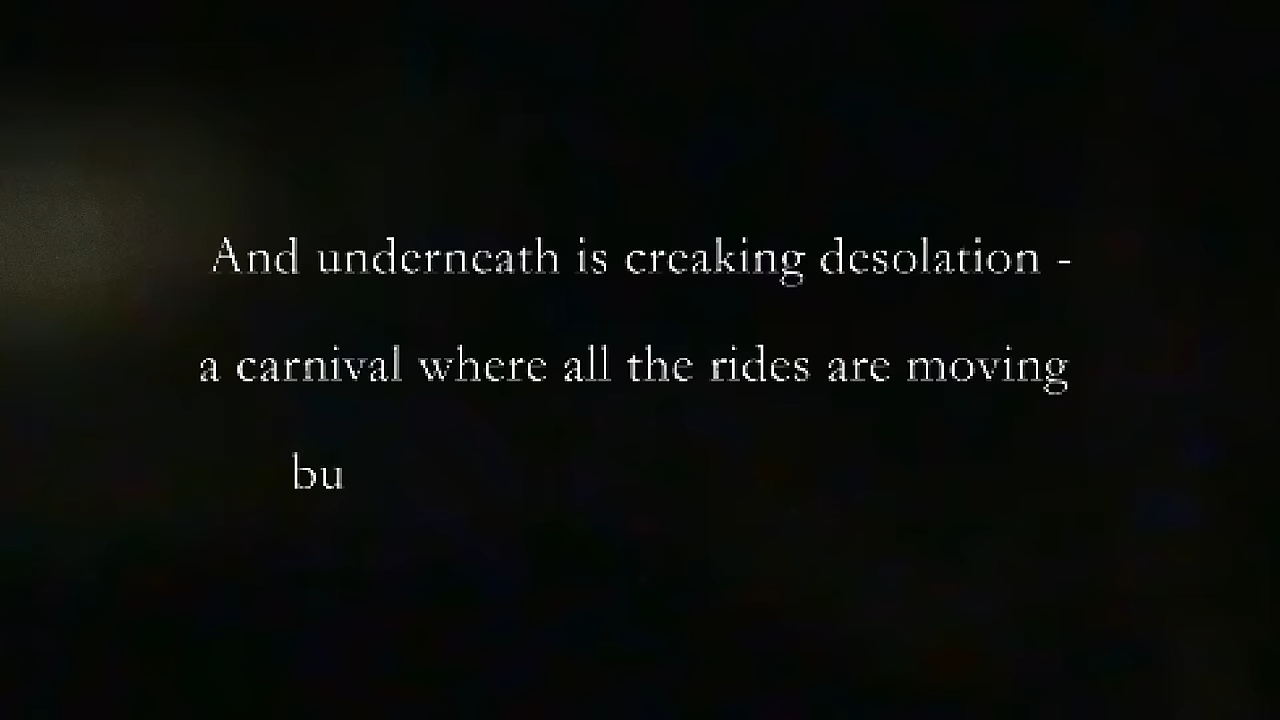 And underneath is creaking desolation -
a carnival where all the rides are moving
bu